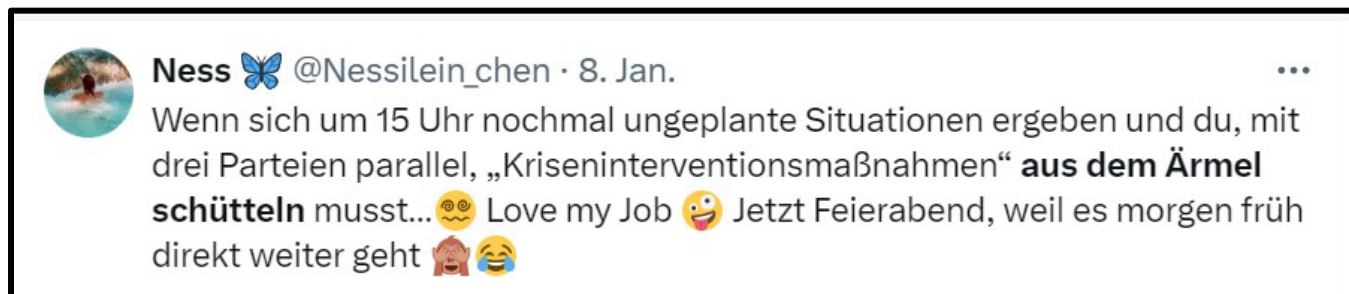 Ness 🦋 @Nessilein_chen · 8. Jan.
Wenn sich um 15 Uhr nochmal ungeplante Situationen ergeben und du, mit
drei Parteien parallel, „Kriseninterventionsmaßnahmen“ aus dem Ärmel
schütteln musst...😵‍💫 Love my Job 🤪 Jetzt Feierabend, weil es morgen früh
direkt weiter geht 🙈😂